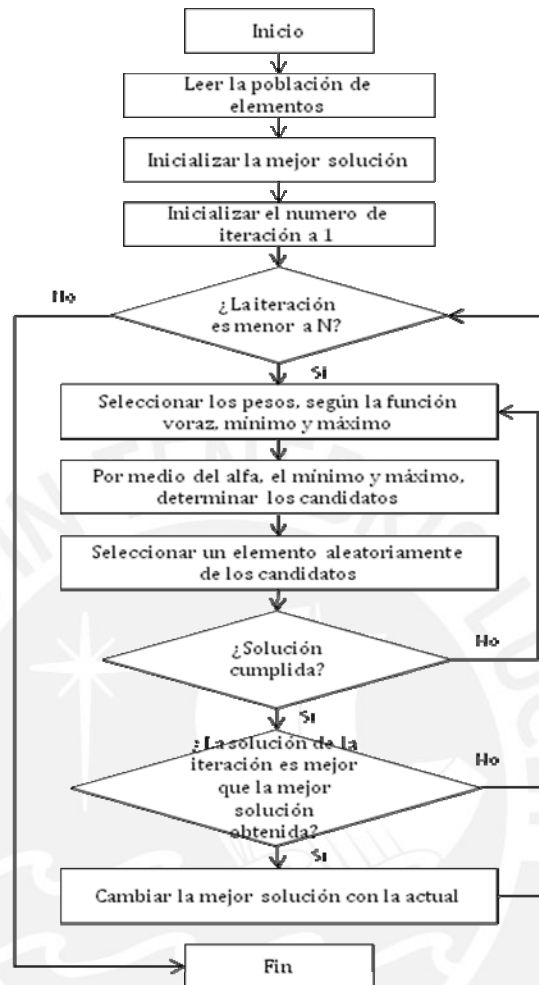 Inicio
Leer la población de
elementos
Inicializar la mejor solución
Inicializar el numero de
iteración a 1
No
¿La iteración
es menor a N?
Si
Seleccionar los pesos, según la función
voraz, mínimo y máximo
Por medio del alfa, el mínimo y máximo,
determinar los candidatos
Seleccionar un elemento aleatoriamente
de los candidatos
¿Solución
cumplida?
No
Si
¿La solución de la
iteración es mejor
que la mejor
solución
obtenida?
No
Si
Cambiar la mejor solución con la actual
Fin